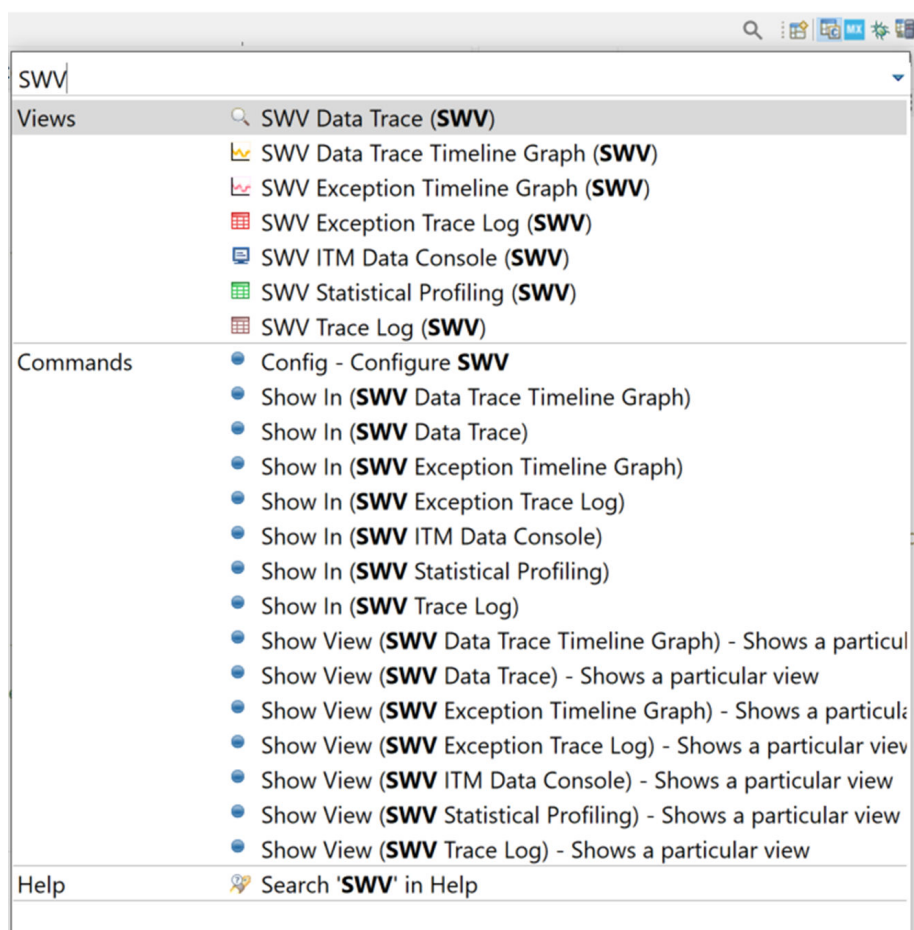 MX
SWV
Views SWV Data Trace (SWV)
SWV Data Trace Timeline Graph (SWV)
SWV Exception Timeline Graph (SWV)
SWV Exception Trace Log (SWV)
SWV ITM Data Console (SWV)
SWV Statistical Profiling (SWV)
SWV Trace Log (SWV)
Commands Config - Configure SWV
Show In (SWV Data Trace Timeline Graph)
Show In (SWV Data Trace)
Show In (SWV Exception Timeline Graph)
Show In (SWV Exception Trace Log)
Show In (SWV ITM Data Console)
Show In (SWV Statistical Profiling)
Show In (SWV Trace Log)
Show View (SWV Data Trace Timeline Graph) - Shows a particul
Show View (SWV Data Trace) - Shows a particular view
Show View (SWV Exception Timeline Graph) - Shows a particula
Show View (SWV Exception Trace Log) - Shows a particular view
Show View (SWV ITM Data Console) - Shows a particular view
Show View (SWV Statistical Profiling) - Shows a particular view
Show View (SWV Trace Log) - Shows a particular view
Help Search 'SWV' in Help